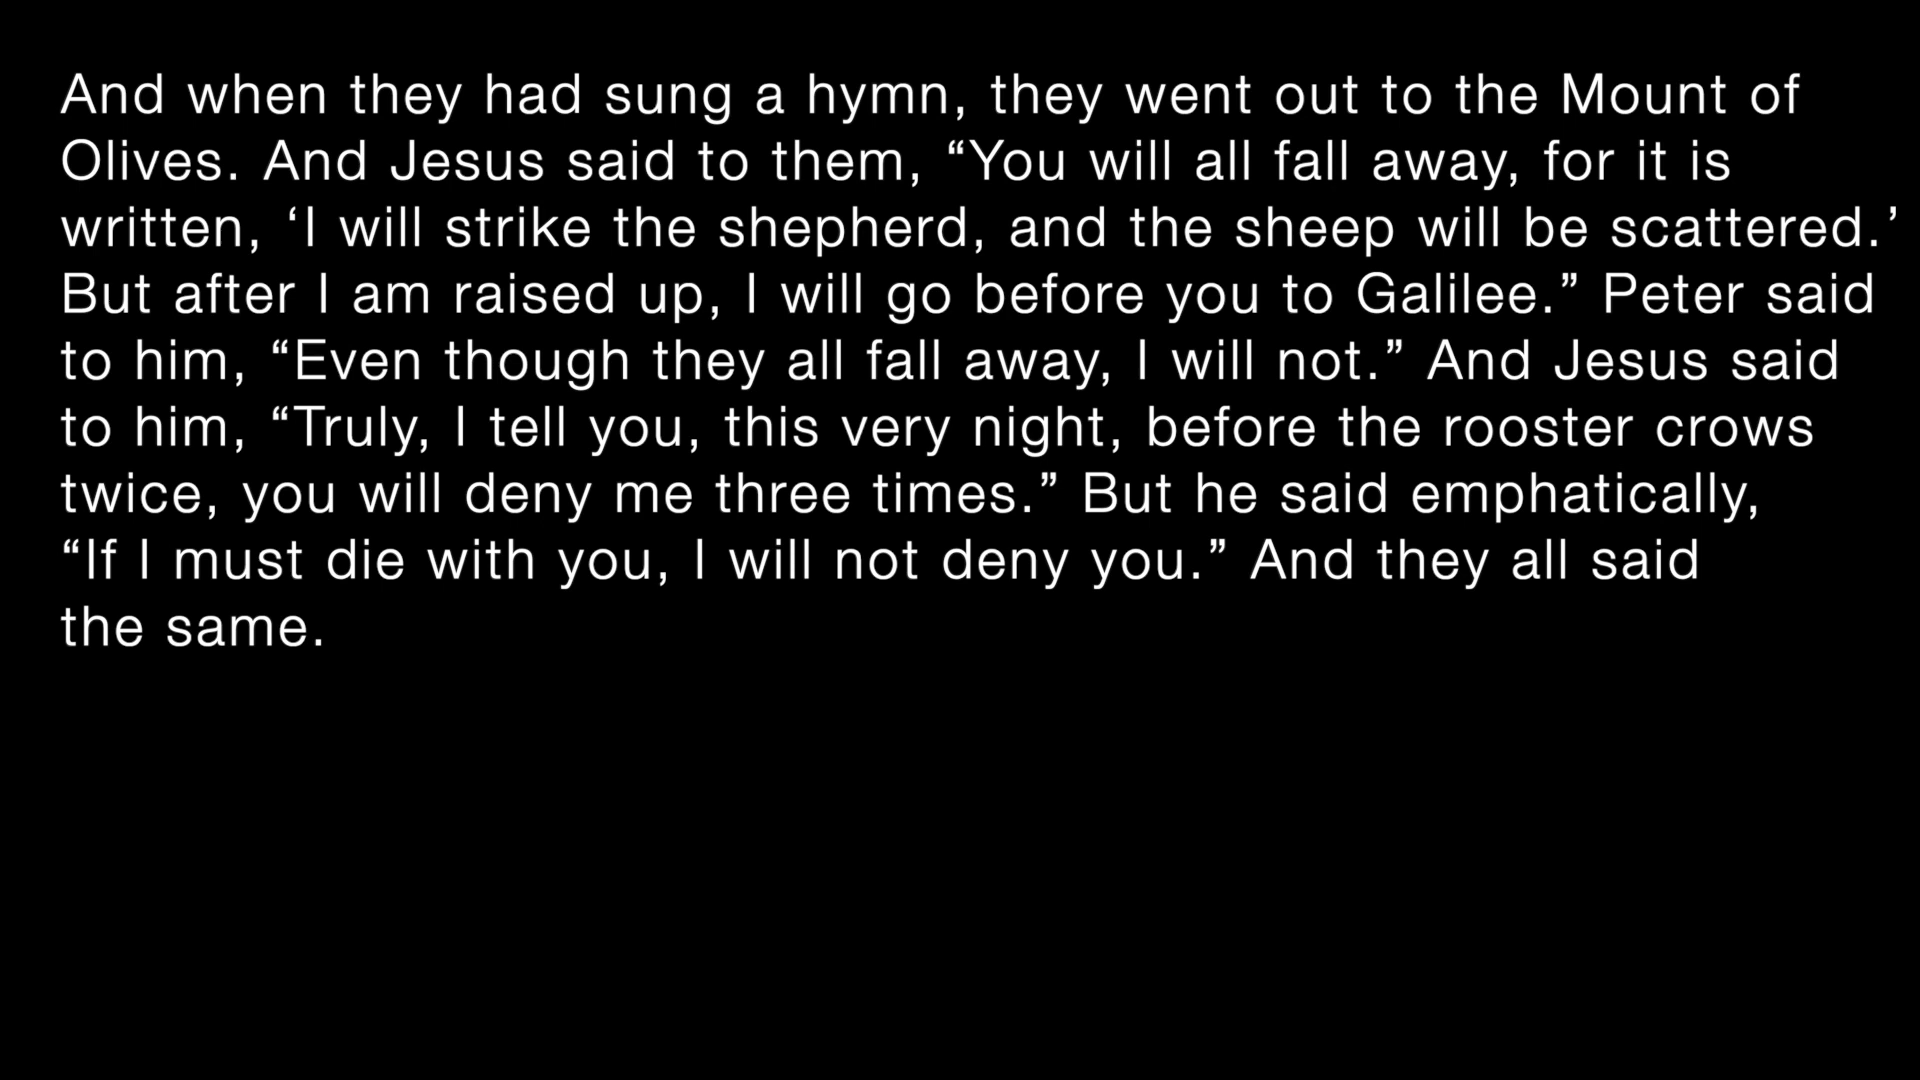 And when they had sung a hymn, they went out to the Mount of
Olives. And Jesus said to them, “You will all fall away, for it is
written, ‘I will strike the shepherd, and the sheep will be scattered.’
But after I am raised up, I will go before you to Galilee.” Peter said
to him, “Even though they all fall away, I will not.” And Jesus said
to him, “Truly, I tell you, this very night, before the rooster crows
twice, you will deny me three times.” But he said emphatically,
“If I must die with you, I will not deny you.” And they all said
the same.